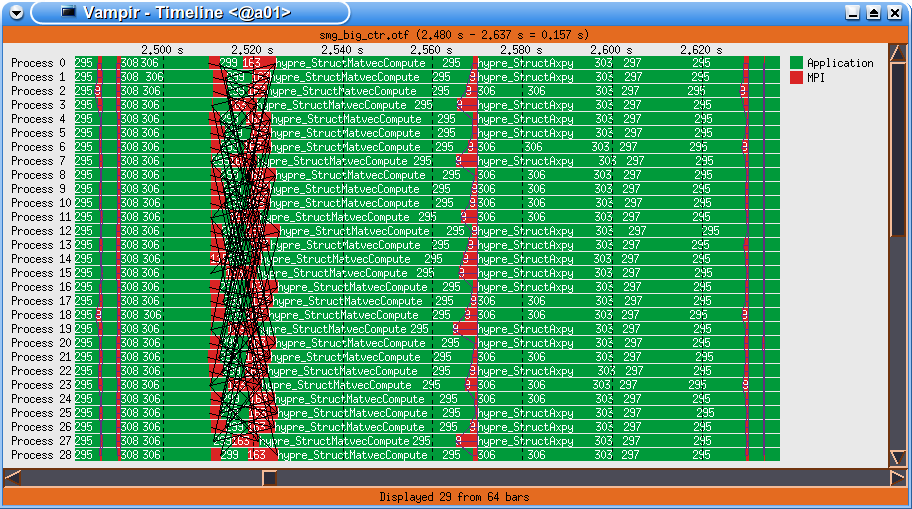 Vampir - Timeline <@a01>
smg_big_ctr.otf (2.480 s - 2.637 s = 0.157 s)
2.500 s 2.520 s 2.540 s 2.560 s 2.580 s 2.600 s 2.620 s
Process 0 295 308 306 299 163 hypre_StructMatvecCompute 295 hypre_StructAxpy 303 297 295
Process 1 295 308 306 hypre_StructMatvecCompute 295 9 306 306 303 297 295
Process 2 295 9 308 306 hypre_StructMatvecCompute 295 9 306 306 303 297 295 9
Process 3 295 308 306 hypre_StructMatvecCompute 295 9 hypre_StructAxpy 303 297 295
Process 4 295 308 306 hypre_StructMatvecCompute 295 306 306 303 297 295
Process 5 295 308 306 hypre_StructMatvecCompute 295 hypre_StructAxpy 303 297 295
Process 6 295 308 306 hypre_StructMatvecCompute 295 9 306 306 303 297 295 9
Process 7 295 308 306 hypre_StructMatvecCompute 295 9 hypre_StructAxpy 303 297 295
Process 8 295 308 306 hypre_StructMatvecCompute 295 306 306 303 297 295
Process 9 295 308 306 hypre_StructMatvecCompute 295 9 306 306 303 297 295
Process 10 295 308 306 hypre_StructMatvecCompute 295 9 306 306 303 297 295
Process 11 295 308 306 hypre_StructMatvecCompute 295 9 hypre_StructAxpy 303 297 295
Process 12 295 308 306 hypre_StructMatvecCompute 295 9 306 306 303 297 295
Process 13 295 308 306 hypre_StructMatvecCompute 295 9 hypre_StructAxpy 303 297 295
Process 14 295 308 306 hypre_StructMatvecCompute 295 9 306 306 303 297 295
Process 15 295 308 306 hypre_StructMatvecCompute 295 9 hypre_StructAxpy 303 297 295
Process 16 295 308 306 hypre_StructMatvecCompute 295 hypre_StructAxpy 303 297 295
Process 17 295 308 306 hypre_StructMatvecCompute 295 9 306 306 303 297 295
Process 18 295 9 308 306 hypre_StructMatvecCompute 295 9 306 306 303 297 295 9
Process 19 295 308 306 hypre_StructMatvecCompute 295 9 hypre_StructAxpy 303 297 295
Process 20 295 308 306 hypre_StructMatvecCompute 295 hypre_StructAxpy 303 297 295
Process 21 295 308 306 hypre_StructMatvecCompute 295 9 306 306 303 297 295
Process 22 295 308 306 hypre_StructMatvecCompute 295 9 hypre_StructAxpy 303 297 295
Process 23 295 308 306 hypre_StructMatvecCompute 295 9 306 306 303 297 295 9
Process 24 295 308 306 hypre_StructMatvecCompute 295 306 306 303 297 295
Process 25 295 308 306 163 hypre_StructMatvecCompute 295 hypre_StructAxpy 303 297 295
Process 26 295 308 306 hypre_StructMatvecCompute 295 9 306 306 303 297 295
Process 27 295 308 306 163 hypre_StructMatvecCompute 295 9 hypre_StructAxpy 303 297 295
Process 28 295 308 306 299 163 hypre_StructMatvecCompute 295 306 306 303 297 295
Application
MPI
Displayed 29 from 64 bars